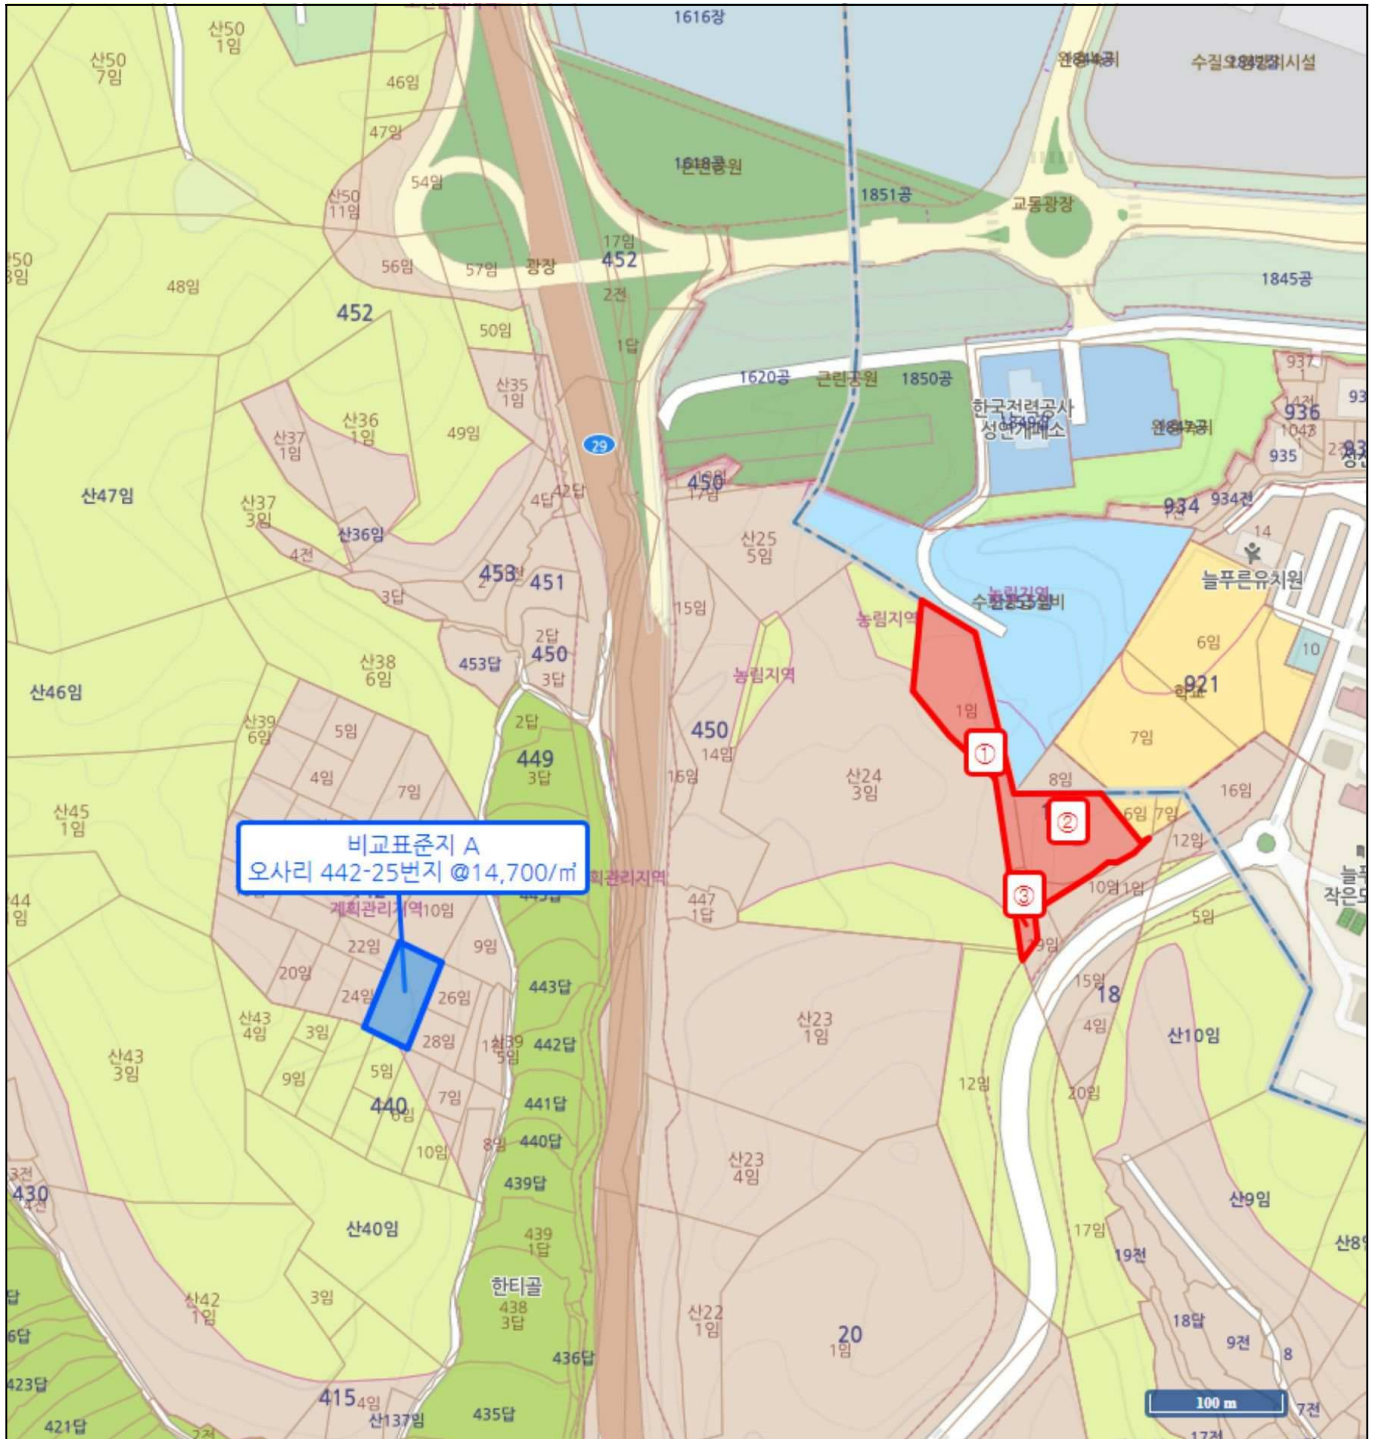 1616장
산50
1임
산50
7임
46임
47임
54임
산50
11임
1618공
근린공원
1851공
교통광장
17임
452
57임
56임
광장
1845공
48임
2전
452
50임
1답
1620공
근린공원
1850공
한국전력공사
성연개폐소
937
1
936
935
934
934전
산35
1임
산36
1임
49임
산37
1임
29
산47임
산37
3임
4답
42답
450
17임
산36임
4전
453
451
3답
산25
5임
14
늘푸른유치원
농림지역
농림지역
15임
2답
450
3답
453답
산38
6임
산46임
농림지역
6임
10
921
학교
산39
6임
5임
2답
449
3답
450
14임
1임
7임
4임
7임
16임
산24
3임
①
8임
16임
산45
1임
②
6임
7임
12임
비교표준지 A
오사리 442-25번지 @14,700/㎡
계획관리지역
10임
447
1답
③
19임
5임
22임
9임
20임
24임
26임
443답
15임
18
산43
4임
3임
28임
442답
산23
1임
4임
산10임
산43
3임
9임
5임
440
7임
441답
12임
20임
10임
8임
440답
산23
4임
439답
430
산9임
산40임
439
1답
17임
19전
한티골
438
3답
산42
1임
3임
산22
1임
20
1임
18답
9전
8
436답
423답
415
4임
산137임
435답
421답
2전
100 m
7전
17전